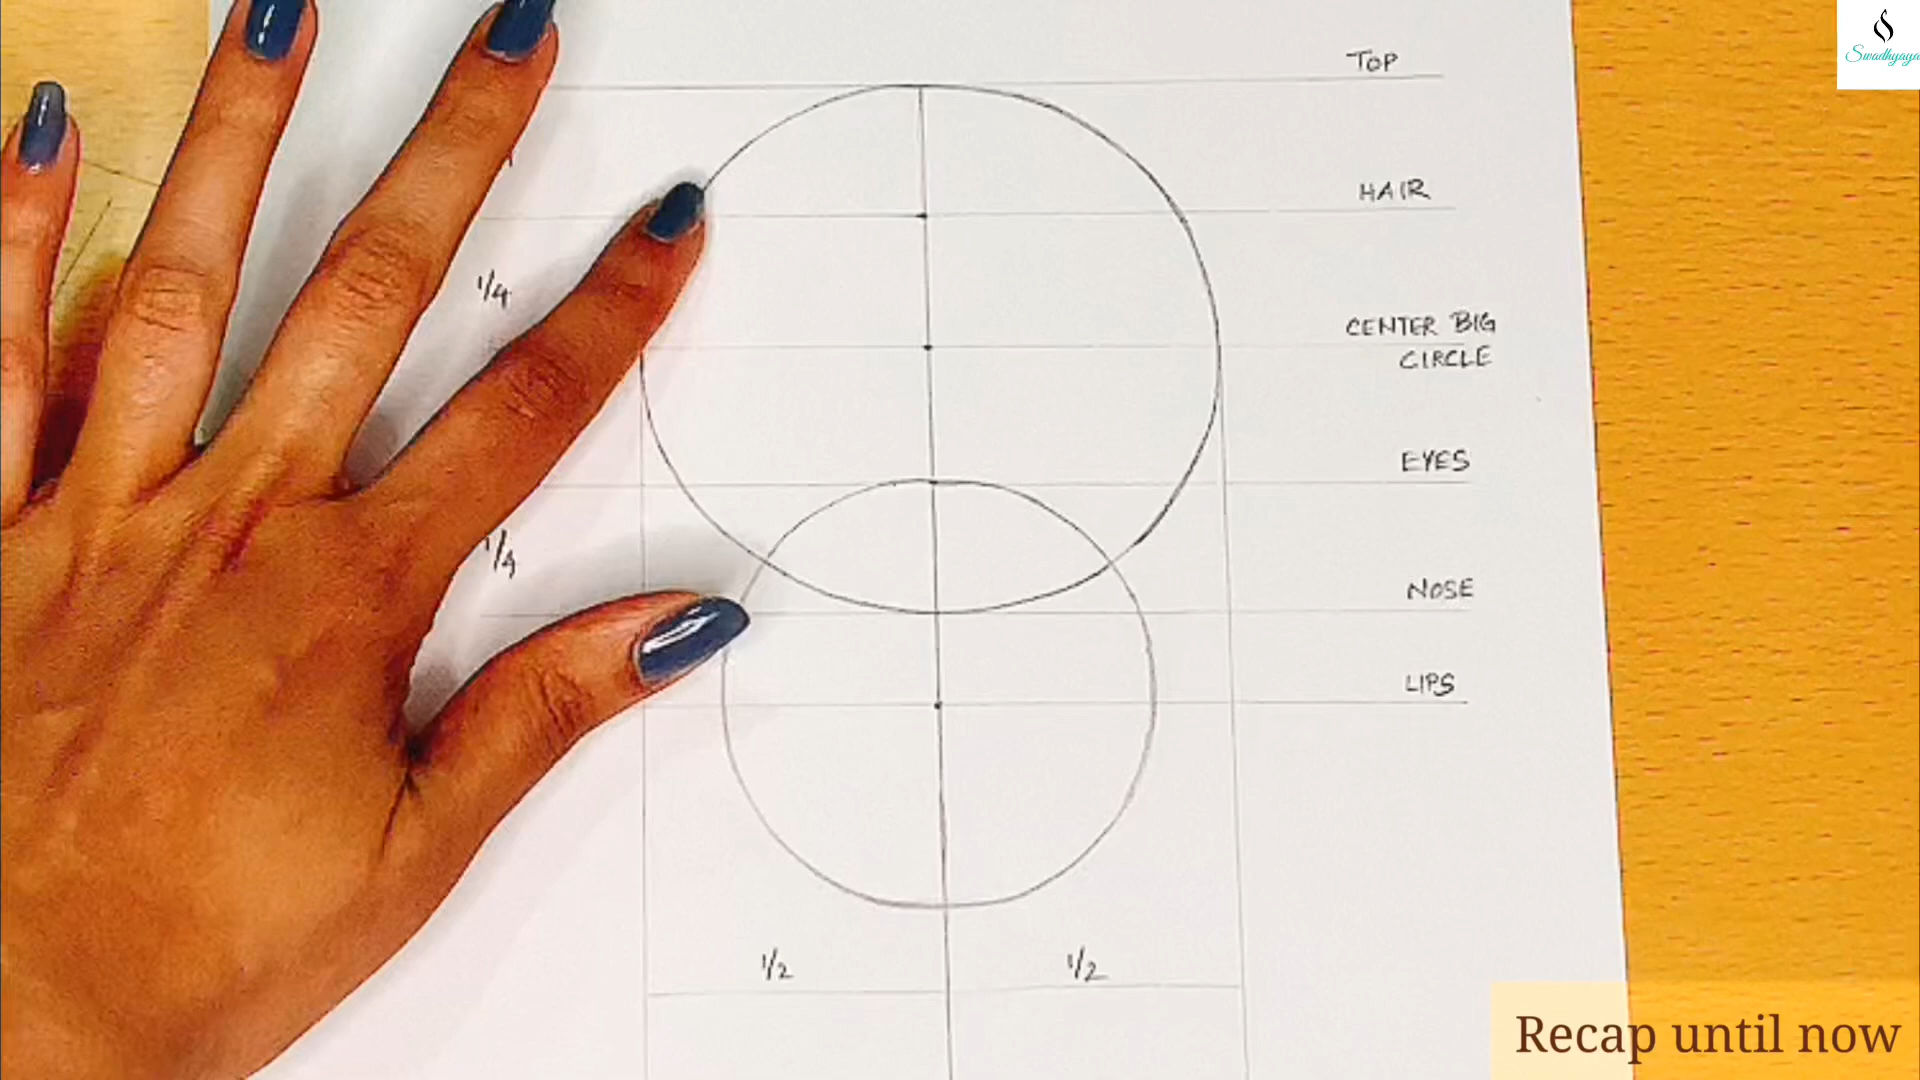 Swadhyaya
TOP
HAIR
1/4
CENTER BIG
CIRCLE
EYES
1/4
NOSE
LIPS
1/2 1/2
Recap until now